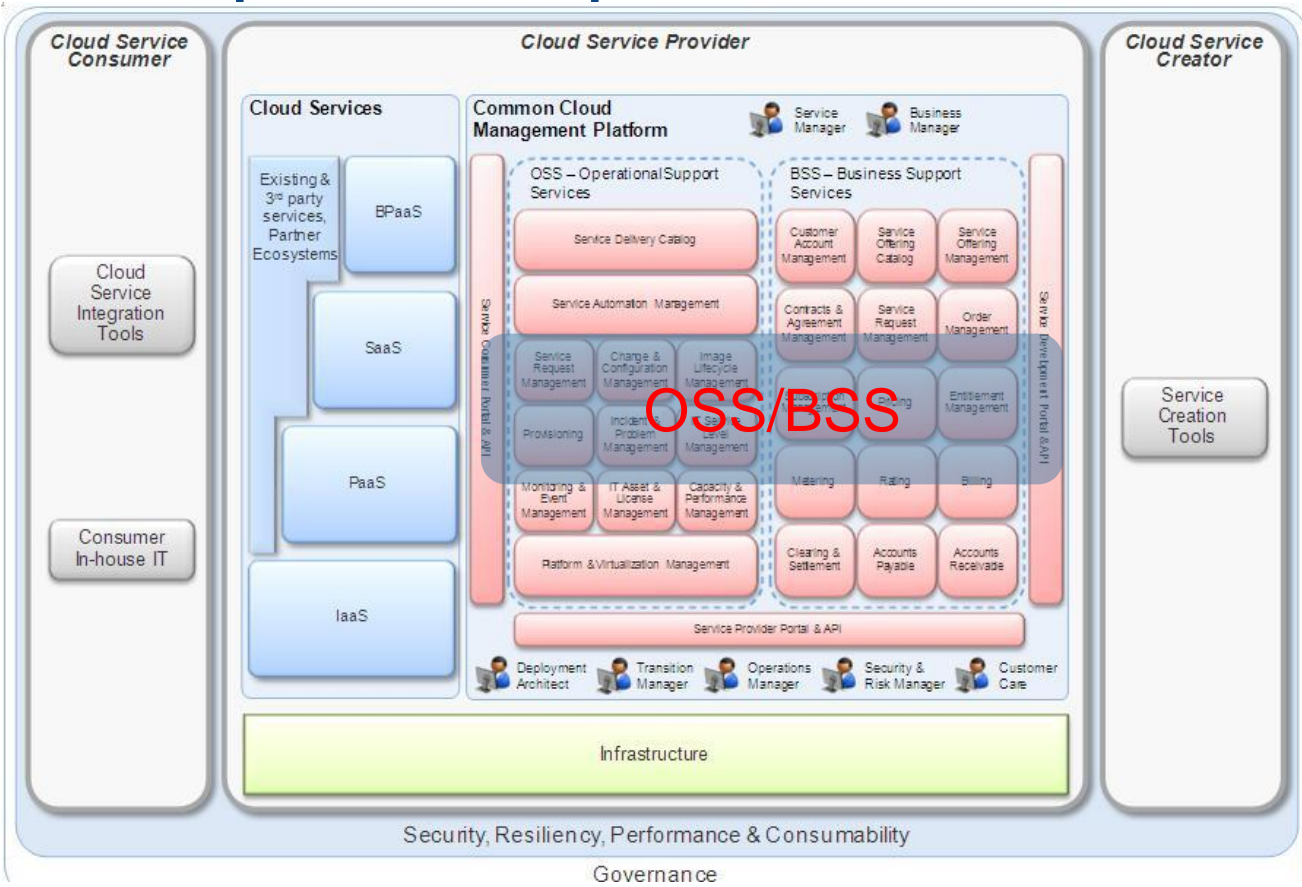 Cloud Service
Consumer
Cloud Service
Integration
Tools
Consumer
In-house IT
Cloud Service Provider
Cloud Services
Existing &
3rd party
services,
Partner
Ecosystems
BPaaS
SaaS
PaaS
IaaS
Common Cloud
Management Platform
Service
Manager
Business
Manager
Service Consumer Portal & API
OSS – Operational Support
Services
Service Delivery Catalog
Service Automation Management
Service
Request
Management
Change &
Configuration
Management
Image
Lifecycle
Management
Provisioning
Incident &
Problem
Management
IT Service
Level
Management
Monitoring &
Event
Management
IT Asset &
License
Management
Capacity &
Performance
Management
Platform & Virtualization Management
BSS – Business Support
Services
Customer
Account
Management
Service
Offering
Catalog
Service
Offering
Management
Contracts &
Agreement
Management
Service
Request
Management
Order
Management
Subscription
Management
Pricing
Entitlement
Management
Metering
Rating
Billing
Clearing &
Settlement
Accounts
Payable
Accounts
Receivable
OSS/BSS
Service Development Portal & API
Service Provider Portal & API
Deployment
Architect
Transition
Manager
Operations
Manager
Security &
Risk Manager
Customer
Care
Infrastructure
Cloud Service
Creator
Service
Creation
Tools
Security, Resiliency, Performance & Consumability
Governance